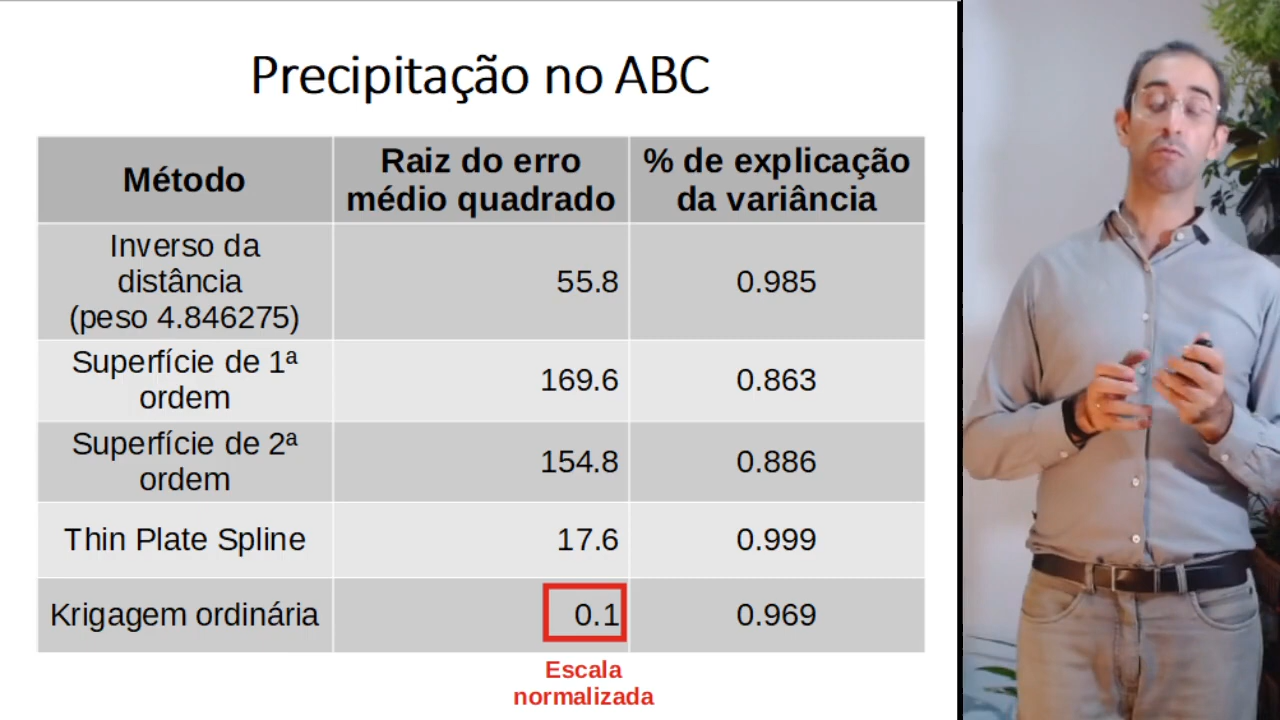 Precipitação no ABC
Método
Raiz do erro
médio quadrado
% de explicação
da variância
Inverso da
distância
(peso 4.846275)
55.8
0.985
Superfície de 1ª
ordem
169.6
0.863
Superfície de 2ª
ordem
154.8
0.886
Thin Plate Spline
17.6
0.999
Krigagem ordinária
0.1
0.969
Escala
normalizada